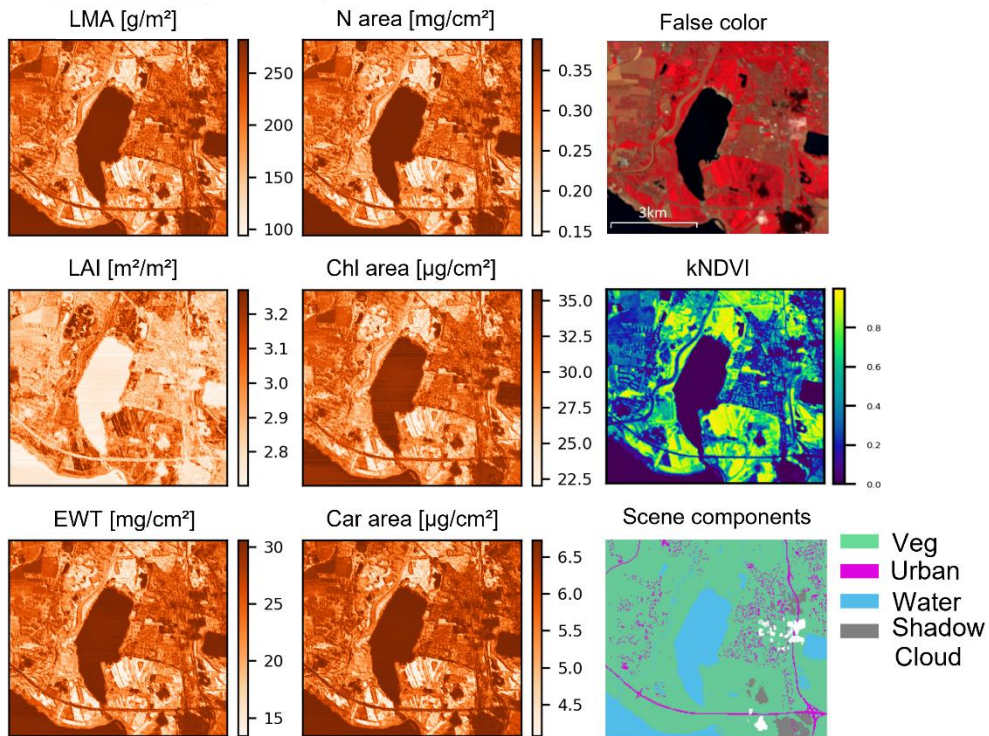 LMA [g/m²]
N area [mg/cm²]
False color
250
200
150
100
0.35
0.30
0.25
0.20
0.15
3km
LAI [m²/m²]
Chl area [µg/cm²]
kNDVI
3.2
3.1
3.0
2.9
2.8
35.0
32.5
30.0
27.5
25.0
22.5
0.8
0.6
0.4
0.2
0.0
EWT [mg/cm²]
Car area [µg/cm²]
Scene components
30
25
20
15
6.5
6.0
5.5
5.0
4.5
Veg
Urban
Water
Shadow
Cloud